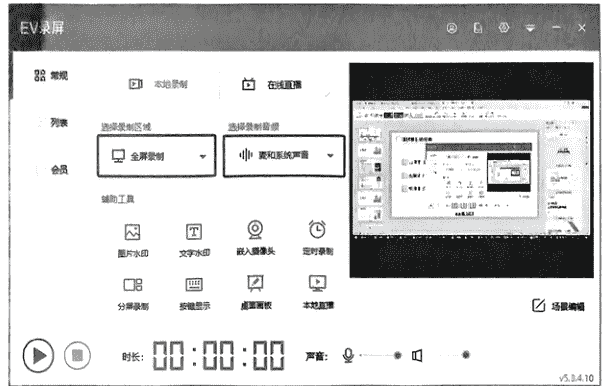 EV录屏
常规
本地录制
在线直播
列表
选择录制区域
选择录制音频
全屏录制
麦和系统声音
会员
辅助工具
图片水印
文字水印
嵌入摄像头
定时录制
分屏录制
按键显示
桌面画板
本地直播
场景编辑
时长:
00:00:00
声音:
v5.3.4.10